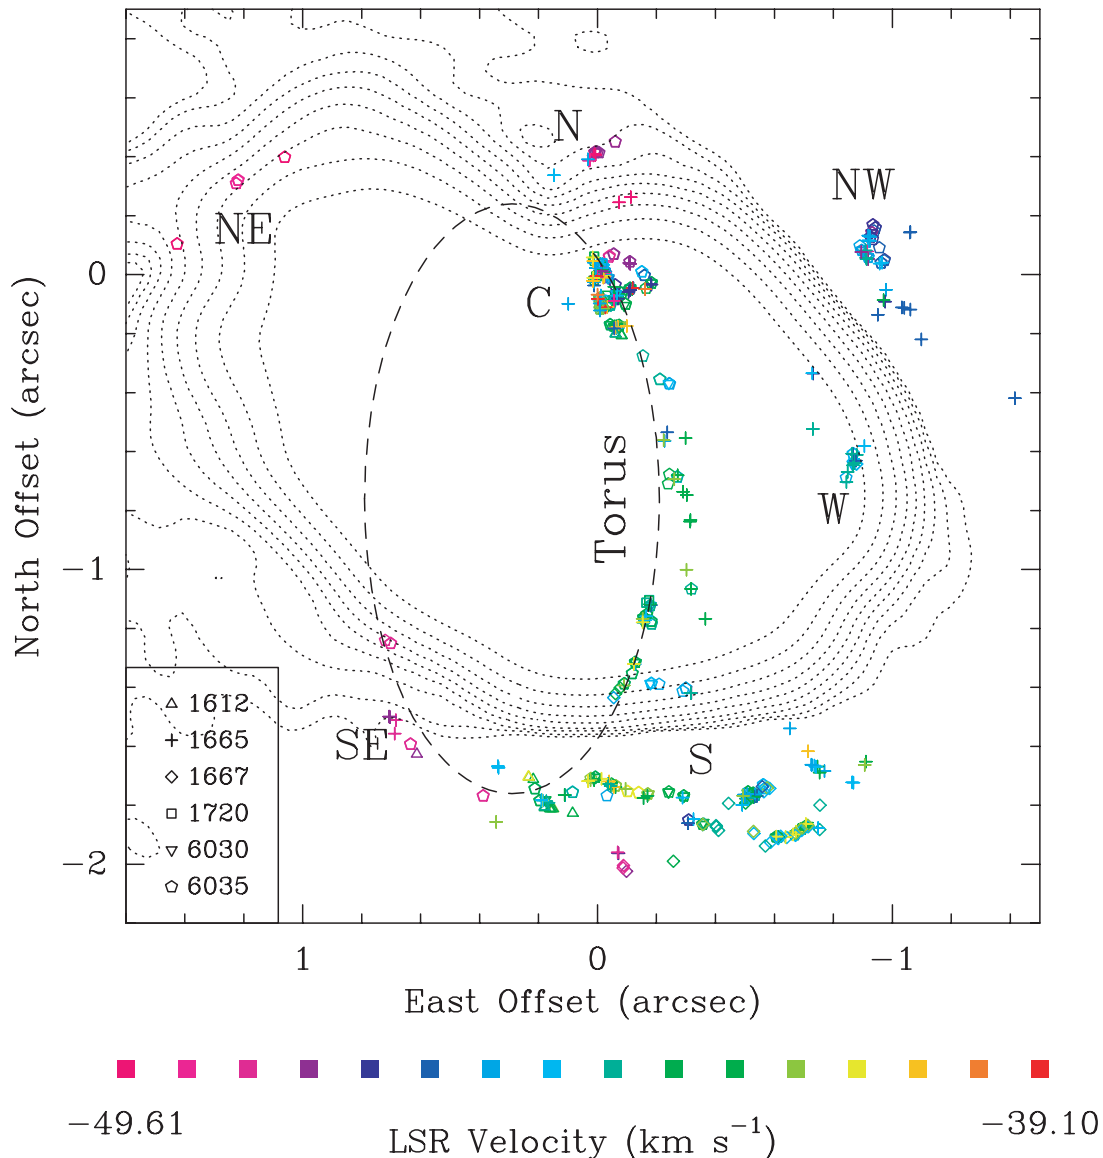 N
NW
NE
C
Torus
W
S
SE
0
−1
−2
North Offset (arcsec)
1612
1665
1667
1720
6030
6035
1 0 −1
East Offset (arcsec)
−49.61 −39.10
LSR Velocity (km s−1)